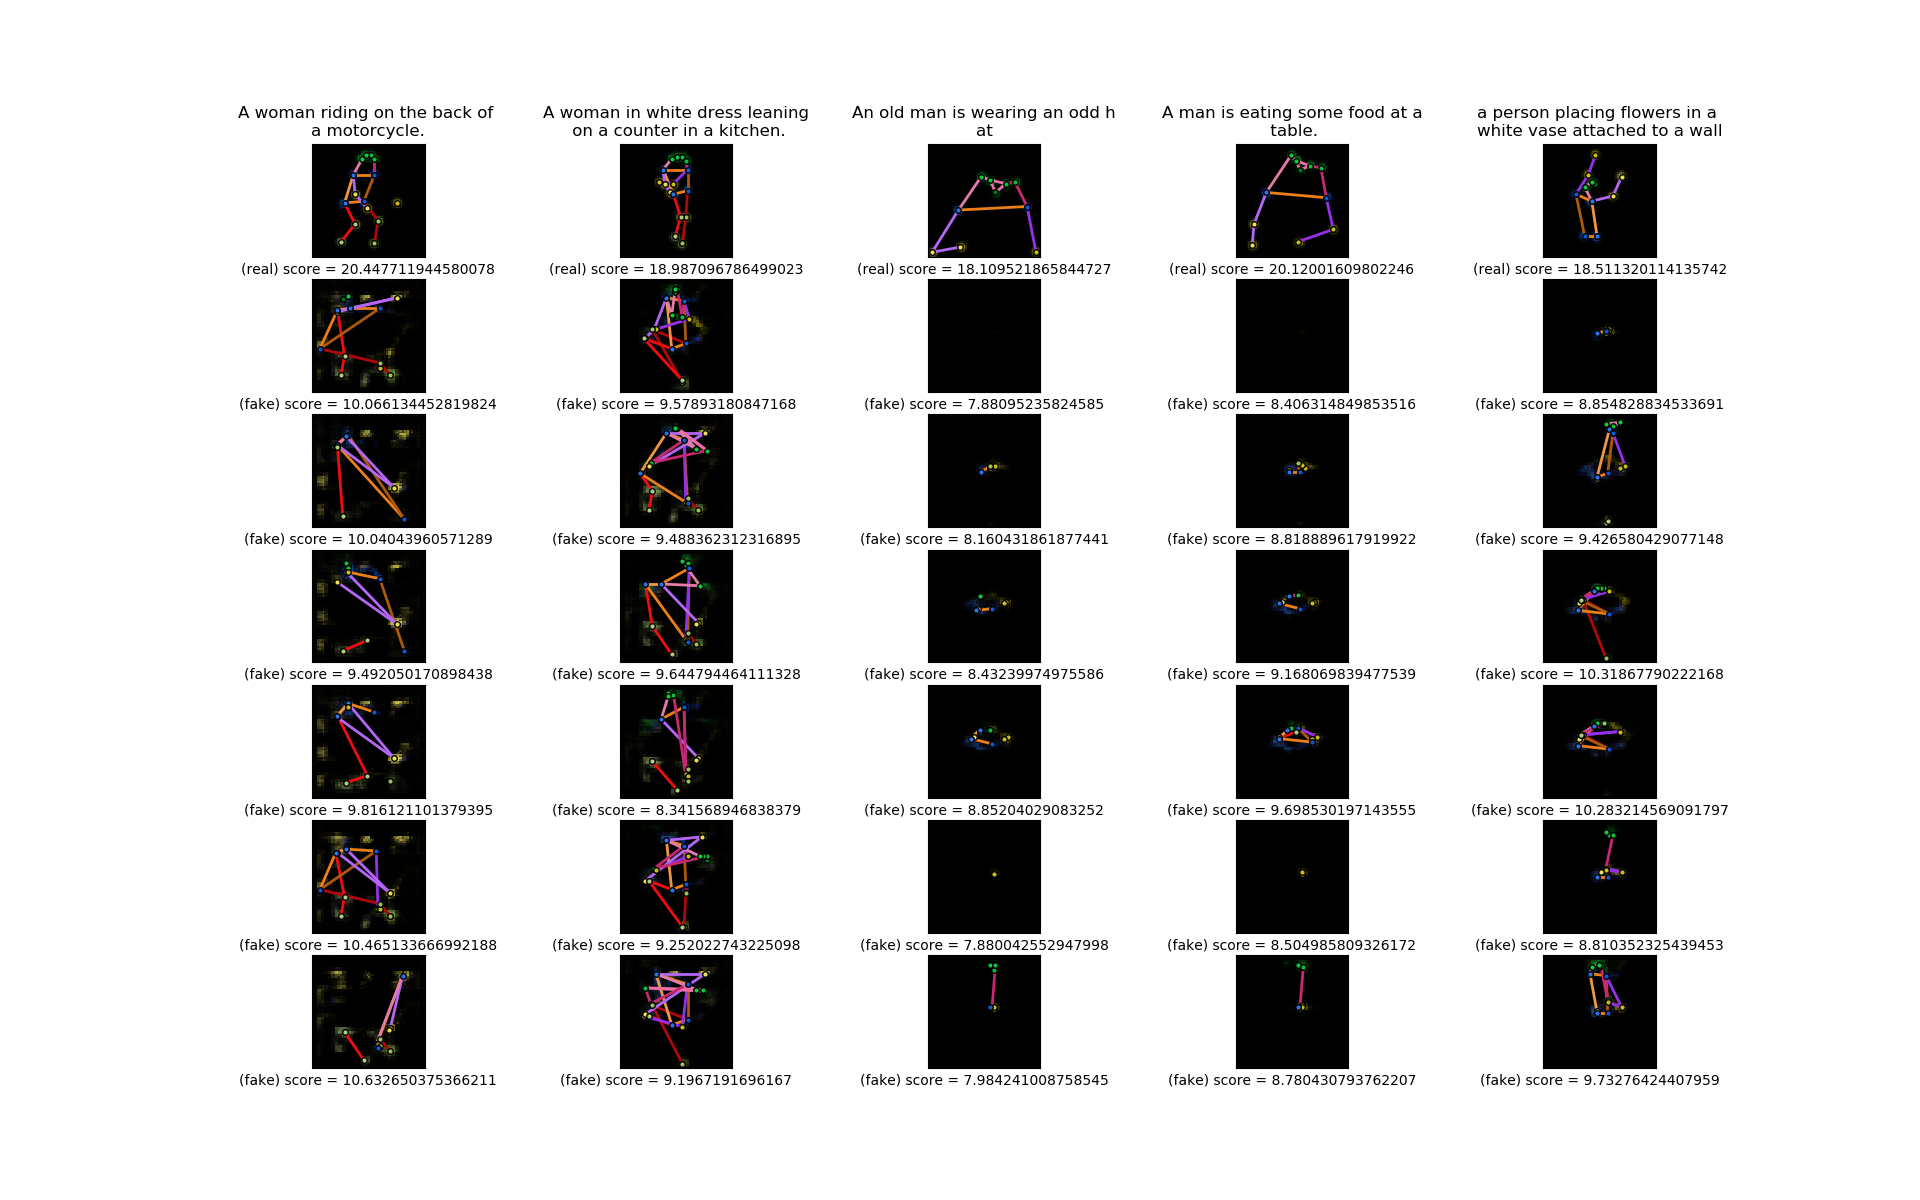 A woman riding on the back of
a motorcycle.
A woman in white dress leaning
on a counter in a kitchen.
An old man is wearing an odd h
at
A man is eating some food at a
table.
a person placing flowers in a
white vase attached to a wall
(real) score = 20.447711944580078
(real) score = 18.987096786499023
(real) score = 18.109521865844727
(real) score = 20.12001609802246
(real) score = 18.511320114135742
(fake) score = 10.066134452819824
(fake) score = 9.57893180847168
(fake) score = 7.88095235824585
(fake) score = 8.406314849853516
(fake) score = 8.854828834533691
(fake) score = 10.04043960571289
(fake) score = 9.488362312316895
(fake) score = 8.160431861877441
(fake) score = 8.818889617919922
(fake) score = 9.426580429077148
(fake) score = 9.492050170898438
(fake) score = 9.644794464111328
(fake) score = 8.43239974975586
(fake) score = 9.168069839477539
(fake) score = 10.31867790222168
(fake) score = 9.816121101379395
(fake) score = 8.341568946838379
(fake) score = 8.85204029083252
(fake) score = 9.698530197143555
(fake) score = 10.283214569091797
(fake) score = 10.465133666992188
(fake) score = 9.252022743225098
(fake) score = 7.880042552947998
(fake) score = 8.504985809326172
(fake) score = 8.810352325439453
(fake) score = 10.632650375366211
(fake) score = 9.1967191696167
(fake) score = 7.984241008758545
(fake) score = 8.780430793762207
(fake) score = 9.73276424407959